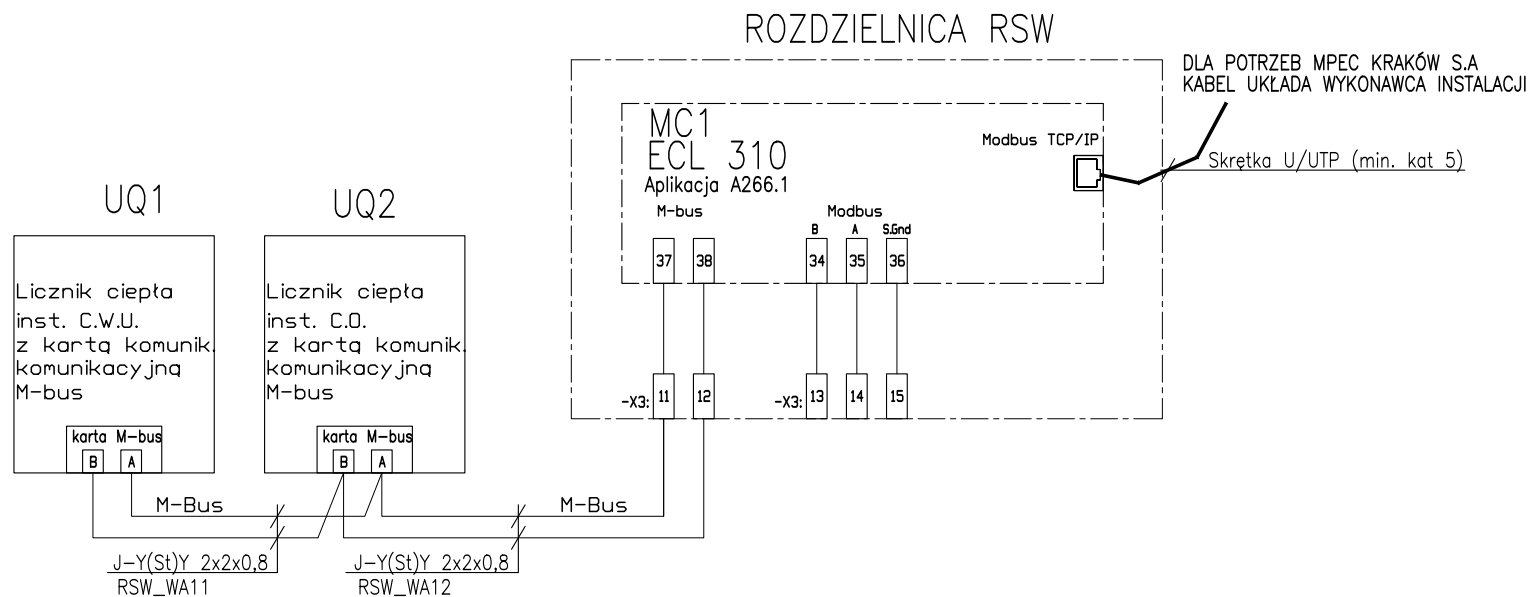 ROZDZIELNICA RSW
DLA POTRZEB MPEC KRAKÓW S.A
KABEL UKŁADA WYKONAWCA INSTALACJI
MC1
ECL 310
Aplikacja A266.1
Modbus TCP/IP
Skrętka U/UTP (min. kat 5)
M-bus
Modbus
B A S.Gnd
37 38 34 35 36
-X3: 11 12 -X3: 13 14 15
UQ1
Licznik ciepła
inst. C.W.U.
z kartą komunik.
komunikacyjną
M-bus
karta M-bus
B A
UQ2
Licznik ciepła
inst. C.O.
z kartą komunik.
komunikacyjną
M-bus
karta M-bus
B A
M-Bus
M-Bus
J-Y(St)Y 2x2x0,8
RSW_WA11
J-Y(St)Y 2x2x0,8
RSW_WA12